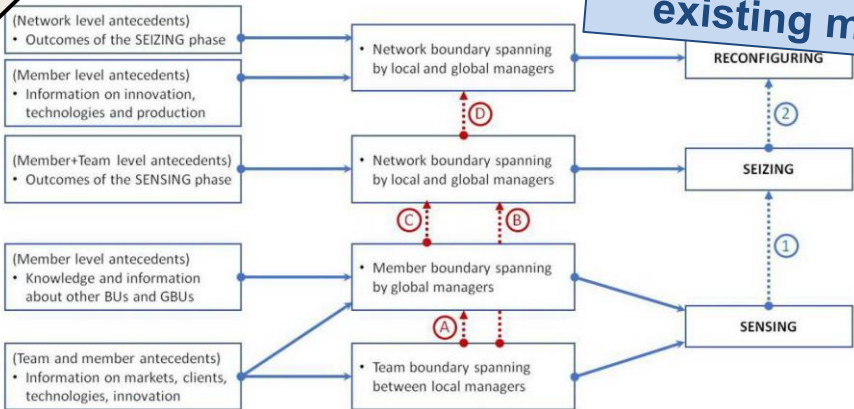 existing m
(Network level antecedents)
• Outcomes of the SEIZING phase
(Member level antecedents)
• Information on innovation,
technologies and production
• Network boundary spanning
by local and global managers
RECONFIGURING
D
2
(Member+Team level antecedents)
• Outcomes of the SENSING phase
• Network boundary spanning
by local and global managers
SEIZING
C
B
1
(Member level antecedents)
• Knowledge and information
about other BUs and GBUs
• Member boundary spanning
by global managers
SENSING
A
(Team and member antecedents)
• Information on markets, clients,
technologies, innovation
• Team boundary spanning
between local managers